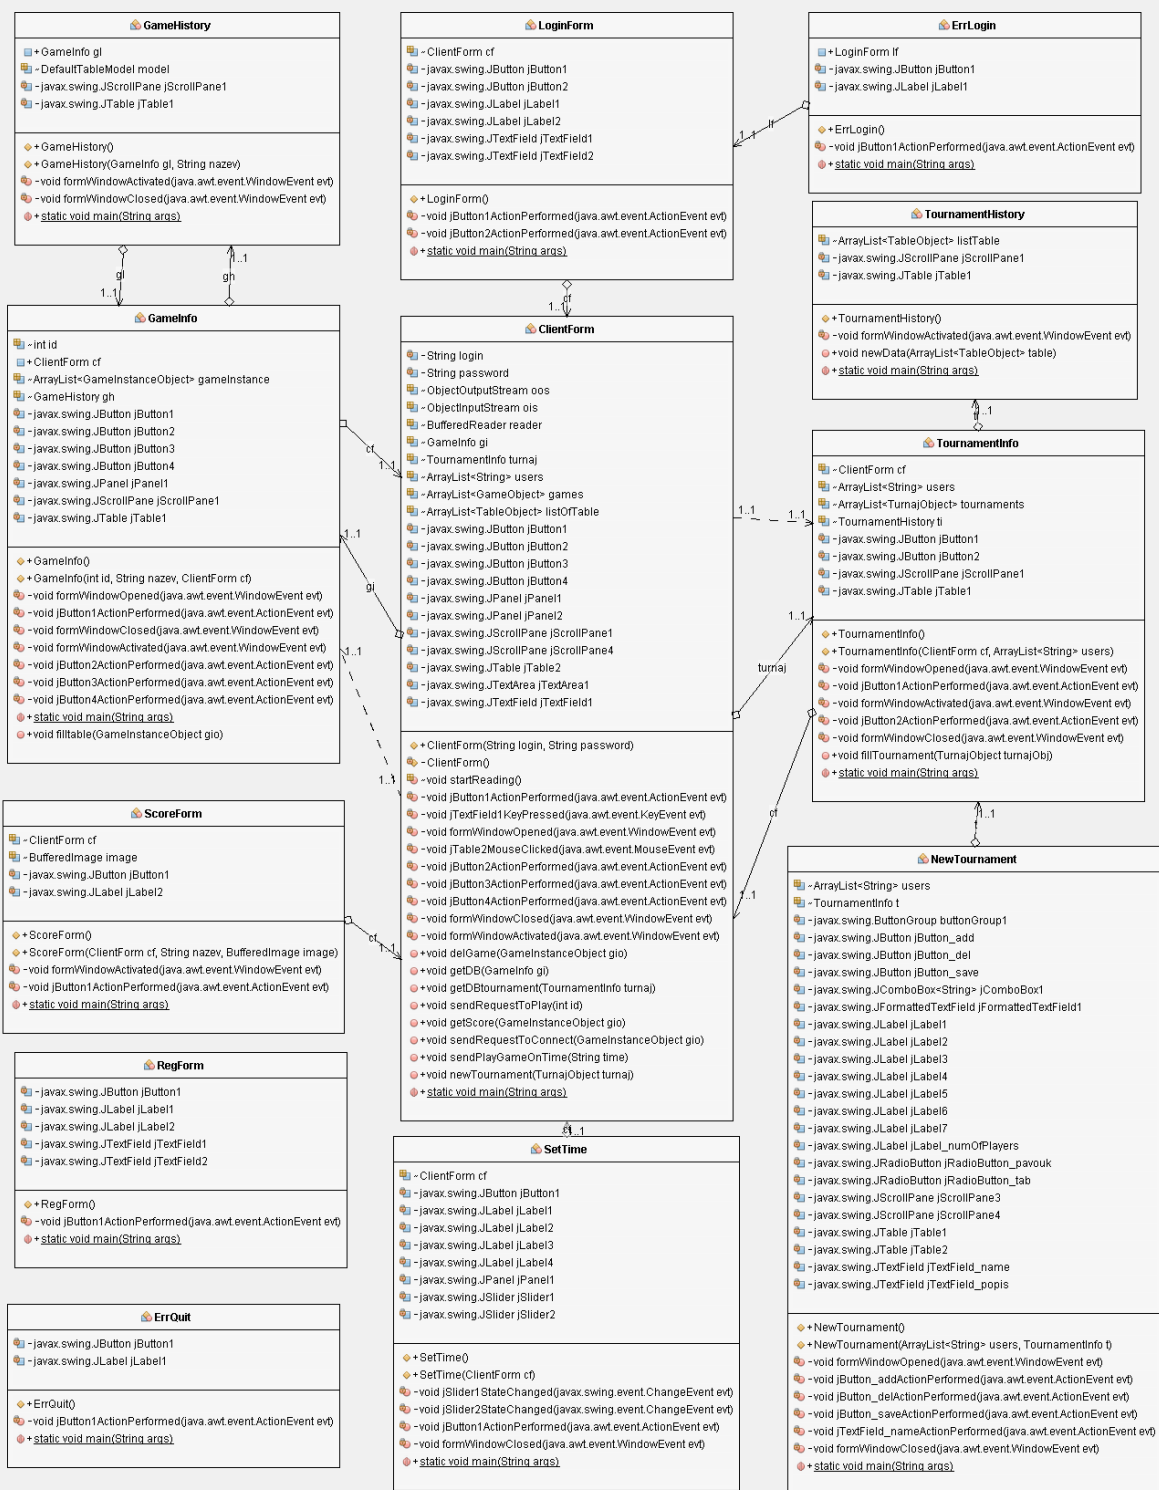 GameHistory
+GameInfo gl
~DefaultTableModel model
-javax.swing.JScrollPane jScrollPane1
-javax.swing.JTable jTable1
+GameHistory()
+GameHistory(GameInfo gl, String nazev)
-void formWindowActivated(java.awt.event.WindowEvent evt)
-void formWindowClosed(java.awt.event.WindowEvent evt)
+static void main(String args)
gl
1..1
1..1
gh
GameInfo
~int id
+ClientForm cf
~ArrayList<GameInstanceObject> gameInstance
~GameHistory gh
-javax.swing.JButton jButton1
-javax.swing.JButton jButton2
-javax.swing.JButton jButton3
-javax.swing.JButton jButton4
-javax.swing.JPanel jPanel1
-javax.swing.JScrollPane jScrollPane1
-javax.swing.JTable jTable1
+GameInfo()
+GameInfo(int id, String nazev, ClientForm cf)
-void formWindowOpened(java.awt.event.WindowEvent evt)
-void jButton1ActionPerformed(java.awt.event.ActionEvent evt)
-void formWindowClosed(java.awt.event.WindowEvent evt)
-void formWindowActivated(java.awt.event.WindowEvent evt)
-void jButton2ActionPerformed(java.awt.event.ActionEvent evt)
-void jButton3ActionPerformed(java.awt.event.ActionEvent evt)
-void jButton4ActionPerformed(java.awt.event.ActionEvent evt)
+static void main(String args)
+void filltable(GameInstanceObject gio)
ScoreForm
~ClientForm cf
~BufferedImage image
-javax.swing.JButton jButton1
-javax.swing.JLabel jLabel2
+ScoreForm()
+ScoreForm(ClientForm cf, String nazev, BufferedImage image)
-void formWindowActivated(java.awt.event.WindowEvent evt)
-void jButton1ActionPerformed(java.awt.event.ActionEvent evt)
+static void main(String args)
RegForm
-javax.swing.JButton jButton1
-javax.swing.JLabel jLabel1
-javax.swing.JLabel jLabel2
-javax.swing.JTextField jTextField1
-javax.swing.JTextField jTextField2
+RegForm()
-void jButton1ActionPerformed(java.awt.event.ActionEvent evt)
+static void main(String args)
ErrQuit
-javax.swing.JButton jButton1
-javax.swing.JLabel jLabel1
+ErrQuit()
-void jButton1ActionPerformed(java.awt.event.ActionEvent evt)
+static void main(String args)
LoginForm
~ClientForm cf
-javax.swing.JButton jButton1
-javax.swing.JButton jButton2
-javax.swing.JLabel jLabel1
-javax.swing.JLabel jLabel2
-javax.swing.JTextField jTextField1
-javax.swing.JTextField jTextField2
+LoginForm()
-void jButton1ActionPerformed(java.awt.event.ActionEvent evt)
-void jButton2ActionPerformed(java.awt.event.ActionEvent evt)
+static void main(String args)
cf
1..1
cf
1..1
1..1
gi
1..1
1..1
cf
1..1
ClientForm
-String login
-String password
~ObjectOutputStream oos
~ObjectInputStream ois
~BufferedReader reader
~GameInfo gi
~TournamentInfo turnaj
~ArrayList<String> users
~ArrayList<GameObject> games
~ArrayList<TableObject> listOfTable
-javax.swing.JButton jButton1
-javax.swing.JButton jButton2
-javax.swing.JButton jButton3
-javax.swing.JButton jButton4
-javax.swing.JPanel jPanel1
-javax.swing.JPanel jPanel2
-javax.swing.JScrollPane jScrollPane1
-javax.swing.JScrollPane jScrollPane4
-javax.swing.JTable jTable2
-javax.swing.JTextArea jTextArea1
-javax.swing.JTextField jTextField1
+ClientForm(String login, String password)
-ClientForm()
~void startReading()
-void jButton1ActionPerformed(java.awt.event.ActionEvent evt)
-void jTextField1KeyPressed(java.awt.event.KeyEvent evt)
-void formWindowOpened(java.awt.event.WindowEvent evt)
-void jTable2MouseClicked(java.awt.event.MouseEvent evt)
-void jButton2ActionPerformed(java.awt.event.ActionEvent evt)
-void jButton3ActionPerformed(java.awt.event.ActionEvent evt)
-void jButton4ActionPerformed(java.awt.event.ActionEvent evt)
-void formWindowClosed(java.awt.event.WindowEvent evt)
-void formWindowActivated(java.awt.event.WindowEvent evt)
+void delGame(GameInstanceObject gio)
+void getDB(GameInfo gi)
+void getDBtournament(TournamentInfo turnaj)
+void sendRequestToPlay(int id)
+void getScore(GameInstanceObject gio)
+void sendRequestToConnect(GameInstanceObject gio)
+void sendPlayGameOnTime(String time)
+void newTournament(TurnajObject turnaj)
+static void main(String args)
1..1
SetTime
~ClientForm cf
-javax.swing.JButton jButton1
-javax.swing.JLabel jLabel1
-javax.swing.JLabel jLabel2
-javax.swing.JLabel jLabel3
-javax.swing.JLabel jLabel4
-javax.swing.JPanel jPanel1
-javax.swing.JSlider jSlider1
-javax.swing.JSlider jSlider2
+SetTime()
+SetTime(ClientForm cf)
-void jSlider1StateChanged(javax.swing.event.ChangeEvent evt)
-void jSlider2StateChanged(javax.swing.event.ChangeEvent evt)
-void jButton1ActionPerformed(java.awt.event.ActionEvent evt)
-void formWindowClosed(java.awt.event.WindowEvent evt)
+static void main(String args)
ErrLogin
+LoginForm lf
-javax.swing.JButton jButton1
-javax.swing.JLabel jLabel1
+ErrLogin()
-void jButton1ActionPerformed(java.awt.event.ActionEvent evt)
+static void main(String args)
lf
1..1
TournamentHistory
~ArrayList<TableObject> listTable
-javax.swing.JScrollPane jScrollPane1
-javax.swing.JTable jTable1
+TournamentHistory()
-void formWindowActivated(java.awt.event.WindowEvent evt)
+void newData(ArrayList<TableObject> table)
+static void main(String args)
1..1
TournamentInfo
~ClientForm cf
~ArrayList<String> users
~ArrayList<TurnajObject> tournaments
~TournamentHistory ti
-javax.swing.JButton jButton1
-javax.swing.JButton jButton2
-javax.swing.JScrollPane jScrollPane1
-javax.swing.JTable jTable1
+TournamentInfo()
+TournamentInfo(ClientForm cf, ArrayList<String> users)
-void formWindowOpened(java.awt.event.WindowEvent evt)
-void jButton1ActionPerformed(java.awt.event.ActionEvent evt)
-void formWindowActivated(java.awt.event.WindowEvent evt)
-void jButton2ActionPerformed(java.awt.event.ActionEvent evt)
-void formWindowClosed(java.awt.event.WindowEvent evt)
+void fillTournament(TurnajObject turnajObj)
+static void main(String args)
1..1
1..1
1..1
turnaj
cf
1..1
1..1
NewTournament
~ArrayList<String> users
~TournamentInfo t
-javax.swing.ButtonGroup buttonGroup1
-javax.swing.JButton jButton_add
-javax.swing.JButton jButton_del
-javax.swing.JButton jButton_save
-javax.swing.JComboBox<String> jComboBox1
-javax.swing.JFormattedTextField jFormattedTextField1
-javax.swing.JLabel jLabel1
-javax.swing.JLabel jLabel2
-javax.swing.JLabel jLabel3
-javax.swing.JLabel jLabel4
-javax.swing.JLabel jLabel5
-javax.swing.JLabel jLabel6
-javax.swing.JLabel jLabel7
-javax.swing.JLabel jLabel_numOfPlayers
-javax.swing.JRadioButton jRadioButton_pavouk
-javax.swing.JRadioButton jRadioButton_tab
-javax.swing.JScrollPane jScrollPane3
-javax.swing.JScrollPane jScrollPane4
-javax.swing.JTable jTable1
-javax.swing.JTable jTable2
-javax.swing.JTextField jTextField_name
-javax.swing.JTextField jTextField_popis
+NewTournament()
+NewTournament(ArrayList<String> users, TournamentInfo t)
-void formWindowOpened(java.awt.event.WindowEvent evt)
-void jButton_addActionPerformed(java.awt.event.ActionEvent evt)
-void jButton_delActionPerformed(java.awt.event.ActionEvent evt)
-void jButton_saveActionPerformed(java.awt.event.ActionEvent evt)
-void jTextField_nameActionPerformed(java.awt.event.ActionEvent evt)
-void formWindowClosed(java.awt.event.WindowEvent evt)
+static void main(String args)